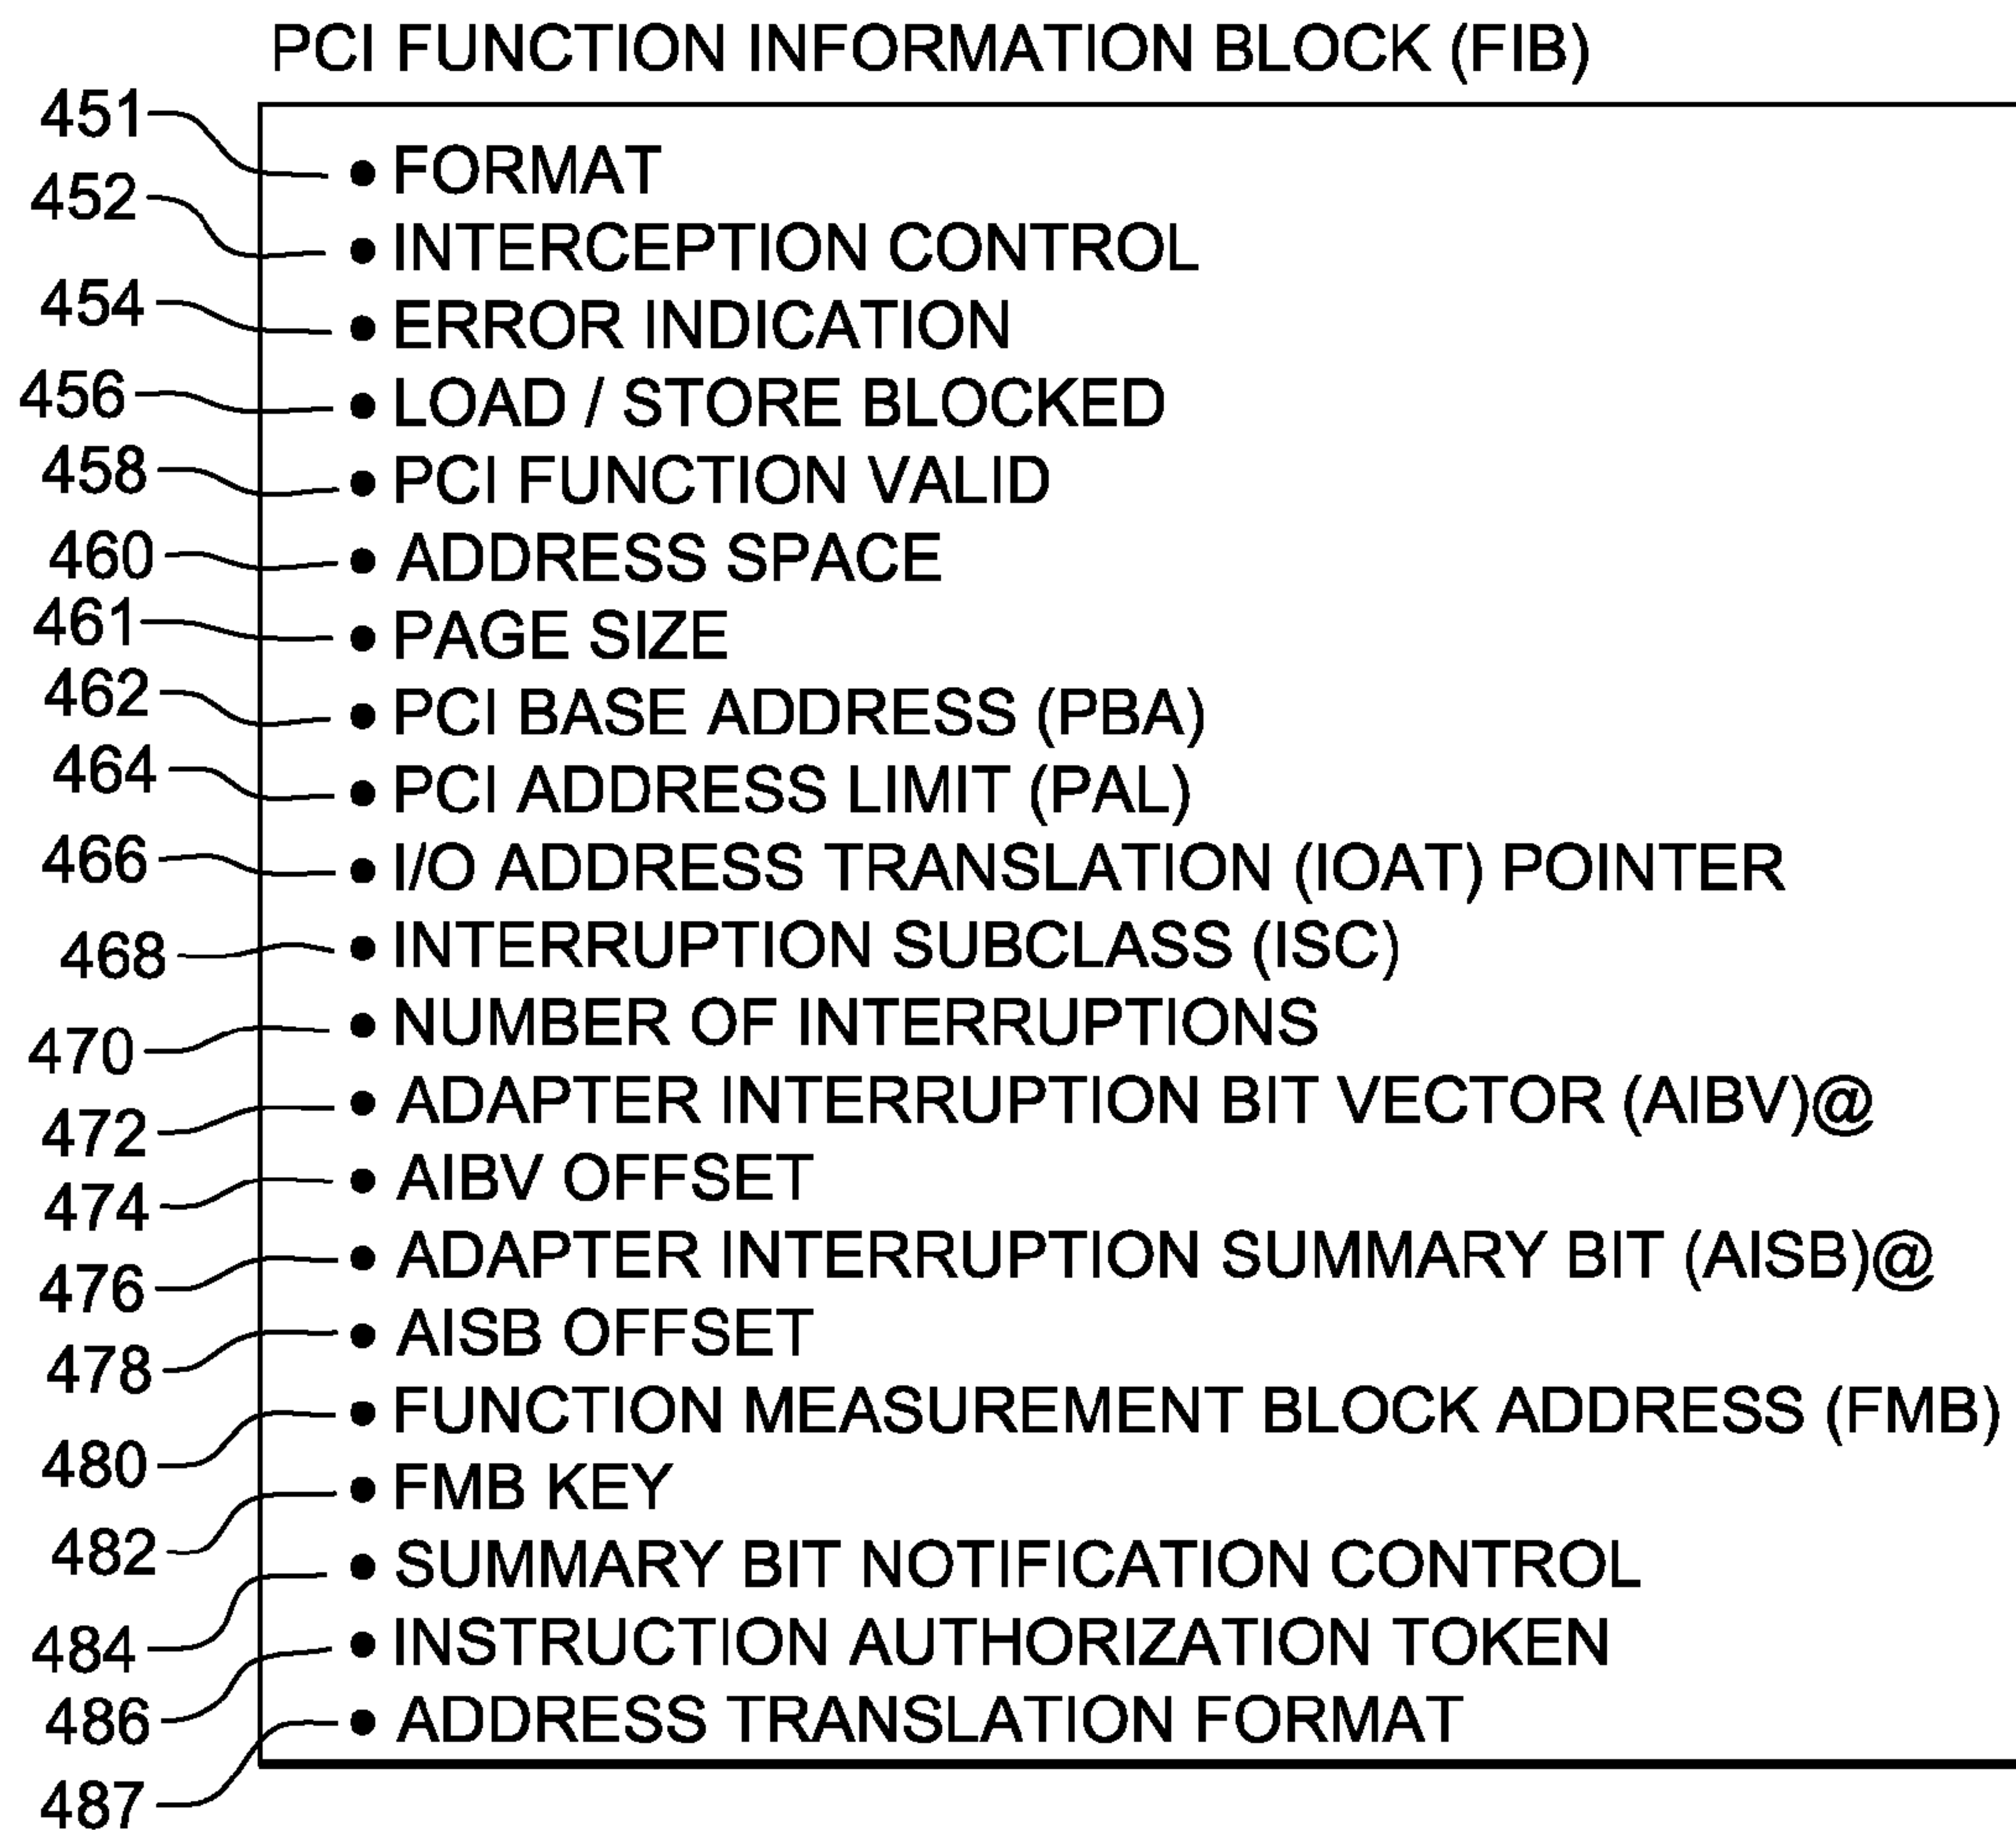 PCI FUNCTION INFORMATION BLOCK (FIB)
451 • FORMAT
452 • INTERCEPTION CONTROL
454 • ERROR INDICATION
456 • LOAD / STORE BLOCKED
458 • PCI FUNCTION VALID
460 • ADDRESS SPACE
461 • PAGE SIZE
462 • PCI BASE ADDRESS (PBA)
464 • PCI ADDRESS LIMIT (PAL)
466 • I/O ADDRESS TRANSLATION (IOAT) POINTER
468 • INTERRUPTION SUBCLASS (ISC)
470 • NUMBER OF INTERRUPTIONS
472 • ADAPTER INTERRUPTION BIT VECTOR (AIBV)@
474 • AIBV OFFSET
476 • ADAPTER INTERRUPTION SUMMARY BIT (AISB)@
478 • AISB OFFSET
480 • FUNCTION MEASUREMENT BLOCK ADDRESS (FMB)
482 • FMB KEY
484 • SUMMARY BIT NOTIFICATION CONTROL
486 • INSTRUCTION AUTHORIZATION TOKEN
487 • ADDRESS TRANSLATION FORMAT